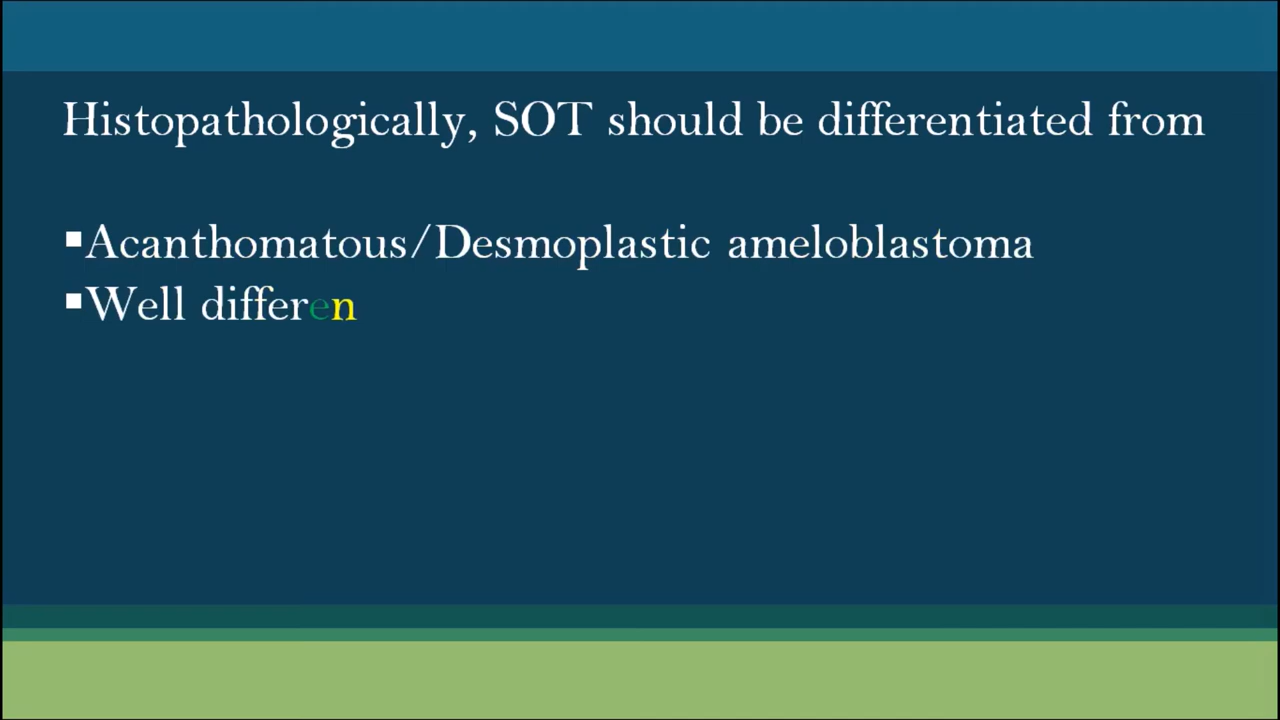 Histopathologically, SOT should be differentiated from
▪Acanthomatous/Desmoplastic ameloblastoma
▪Well differen